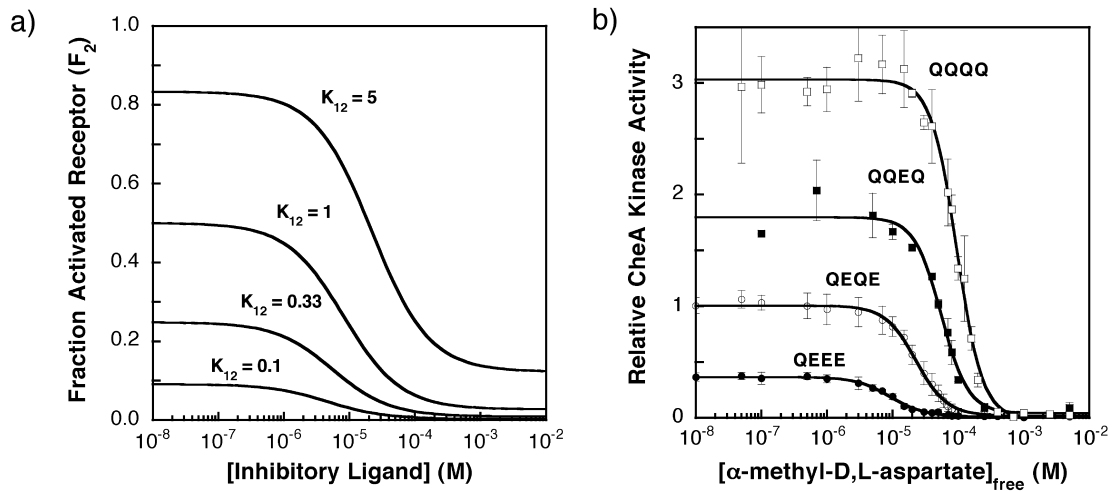 a)
Fraction Activated Receptor (F₂)
1.0
0.8
0.6
0.4
0.2
0.0
K₁₂ = 5
K₁₂ = 1
K₁₂ = 0.33
K₁₂ = 0.1
10⁻⁸ 10⁻⁷ 10⁻⁶ 10⁻⁵ 10⁻⁴ 10⁻³ 10⁻²
[Inhibitory Ligand] (M)
b)
Relative CheA Kinase Activity
3
2
1
0
QQQQ
QQEQ
QEQE
QEEE
10⁻⁸ 10⁻⁷ 10⁻⁶ 10⁻⁵ 10⁻⁴ 10⁻³ 10⁻²
[α-methyl-D,L-aspartate]free (M)